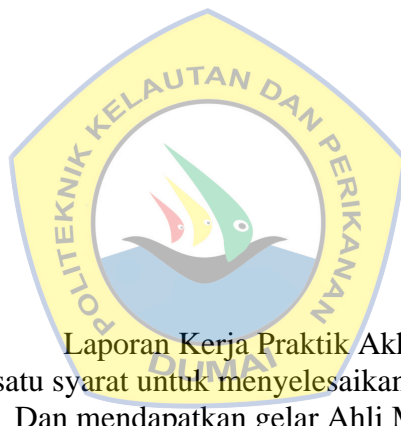 POLITEKNIK KELAUTAN DAN PERIKANAN
DUMAI
Laporan Kerja Praktik
satu syarat untuk menyelesaikan
Dan mendapatkan gelar Ahli